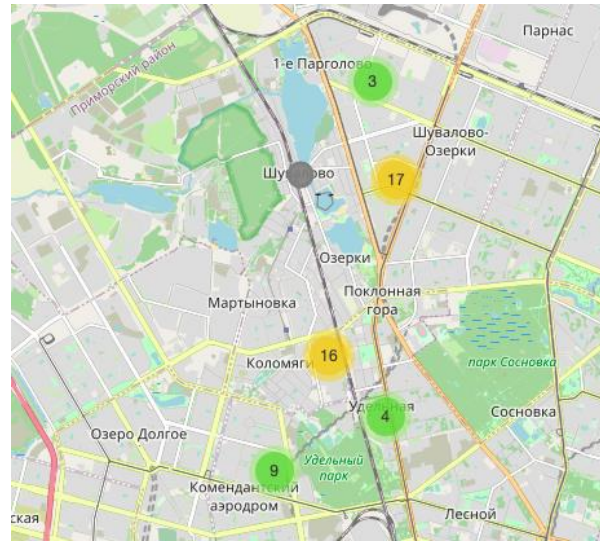 Парнас
1-е Парголово
3
Приморский район
Шувалово-
Озерки
Шувалово
17
Озерки
Поклонная
гора
Мартыновка
16
Коломяги
парк Сосновка
Удельная
4
Сосновка
Озеро Долгое
9
Удельный
парк
Комендантский
аэродром
ская
Лесной